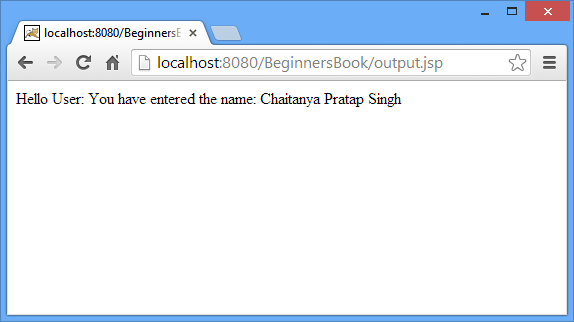 localhost:8080/BeginnersB
localhost:8080/BeginnersBook/output.jsp
Hello User: You have entered the name: Chaitanya Pratap Singh